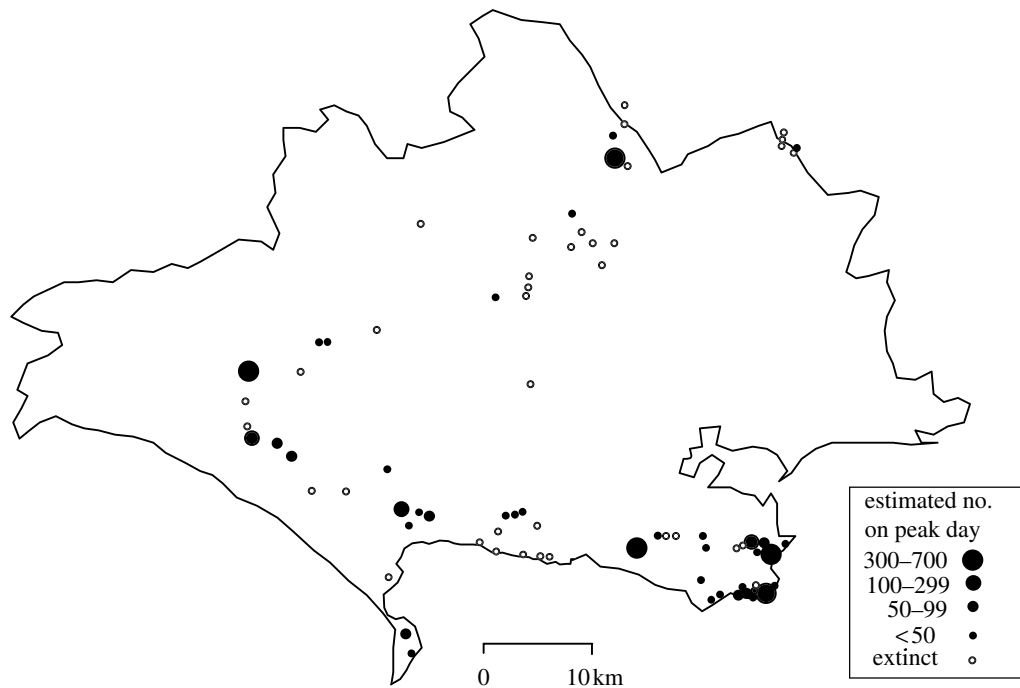 estimated no.
on peak day
300–700
100–299
50–99
<50
extinct
0 10 km